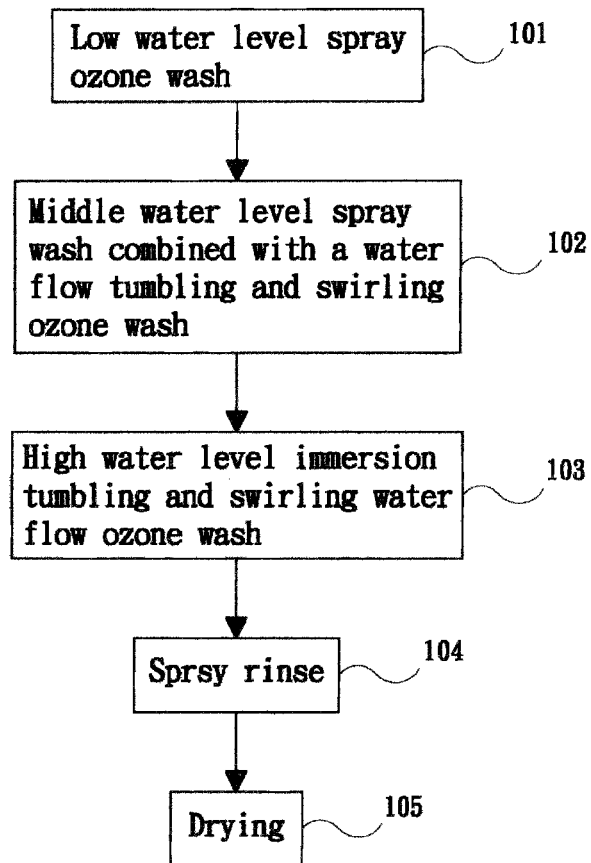 Low water level spray
ozone wash
101
Middle water level spray
wash combined with a water
flow tumbling and swirling
ozone wash
102
High water level immersion
tumbling and swirling water
flow ozone wash
103
Sprsy rinse
104
Drying
105